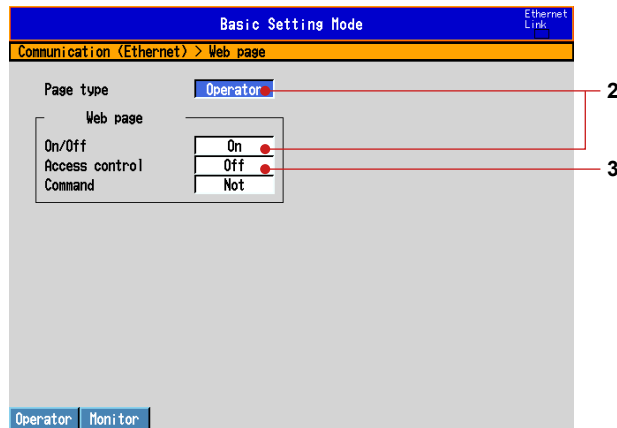 Basic Setting Mode
Ethernet
Link
Communication (Ethernet) > Web page
Page type Operator
2
Web page
On/Off On
Access control Off
3
Command Not
Operator Monitor